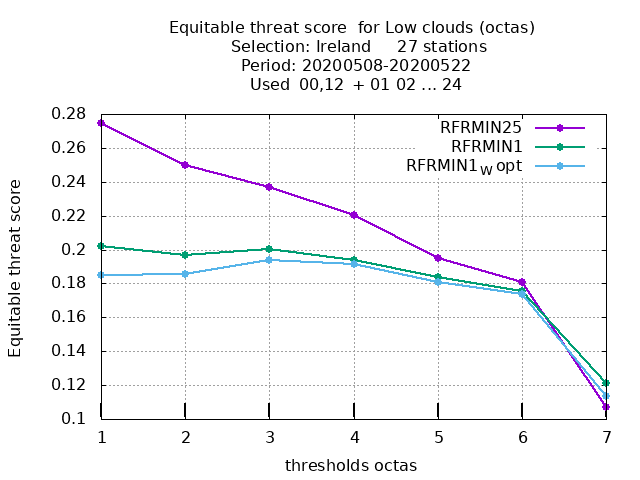 Equitable threat score  for Low clouds (octas)
Selection: Ireland     27 stations
Period: 20200508-20200522
Used  00,12  + 01 02 ... 24
RFRMIN25
RFRMIN1
RFRMIN1W opt
0.28
0.26
0.24
0.22
0.2
0.18
0.16
0.14
0.12
0.1
Equitable threat score
1 2 3 4 5 6 7
thresholds octas